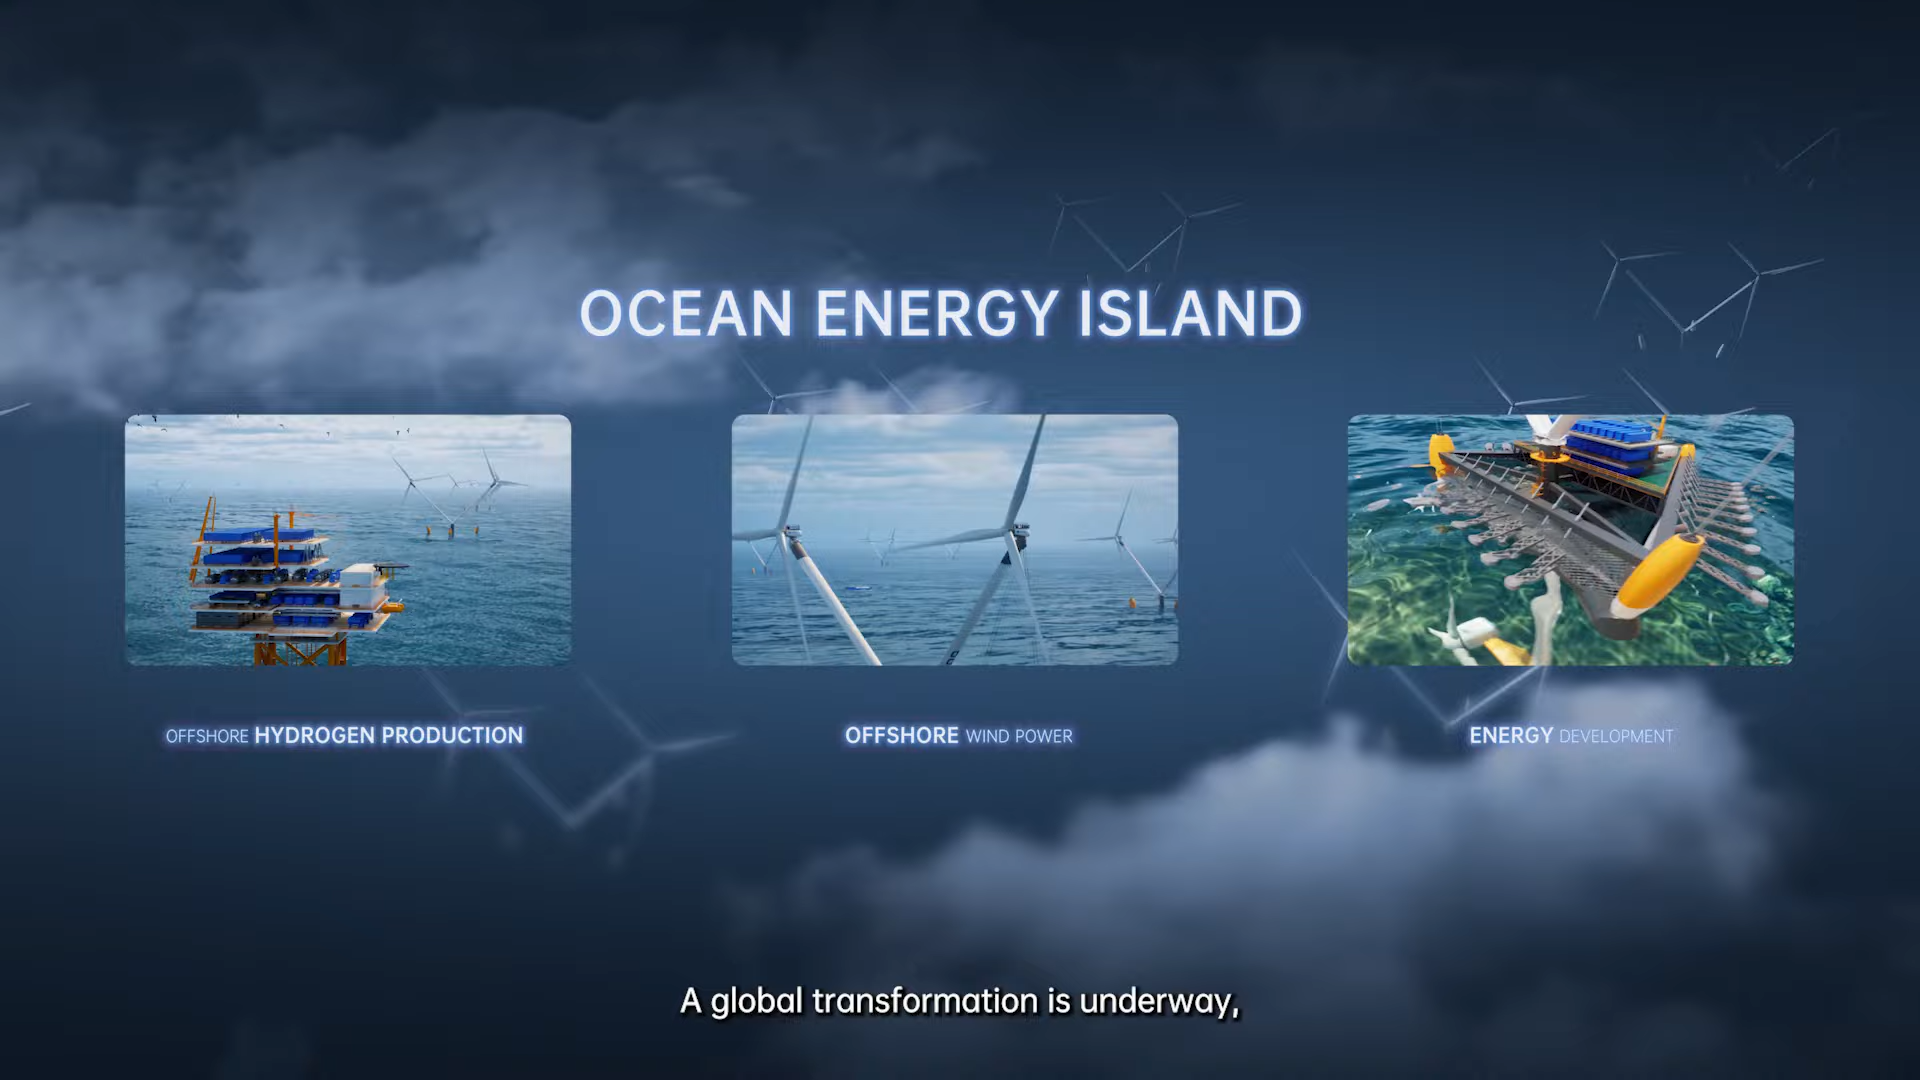 OCEAN ENERGY ISLAND
OFFSHORE HYDROGEN PRODUCTION
OFFSHORE WIND POWER
ENERGY DEVELOPMENT
A global transformation is underway,